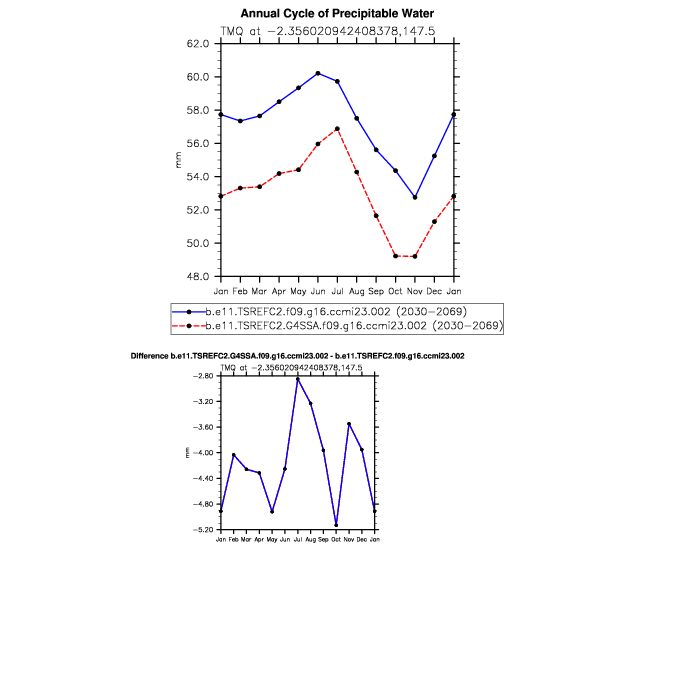 Annual Cycle of Precipitable Water
TMQ at −2.356020942408378,147.5
62.0
60.0
58.0
56.0
54.0
52.0
50.0
48.0
mm
Jan Feb Mar Apr May Jun Jul Aug Sep Oct Nov Dec Jan
b.e11.TSREFC2.f09.g16.ccmi23.002 (2030−2069)
b.e11.TSREFC2.G4SSA.f09.g16.ccmi23.002 (2030−2069)
Difference b.e11.TSREFC2.G4SSA.f09.g16.ccmi23.002 - b.e11.TSREFC2.f09.g16.ccmi23.002
TMQ at −2.356020942408378,147.5
−2.80
−3.20
−3.60
−4.00
−4.40
−4.80
−5.20
mm
Jan Feb Mar Apr May Jun Jul Aug Sep Oct Nov Dec Jan